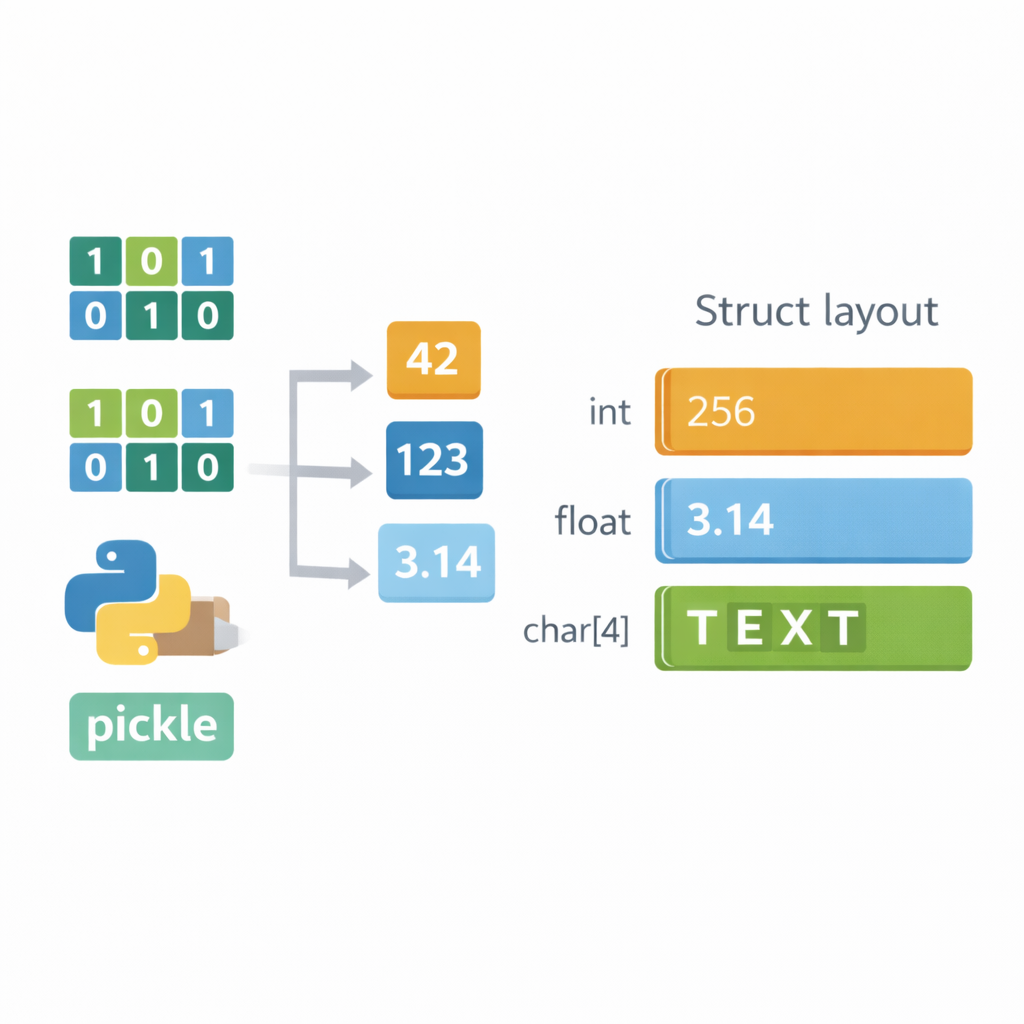 1 0 1
0 1 0
1 0 1
0 1 0
pickle
42
123
3.14
Struct layout
int 256
float 3.14
char[4] TEXT